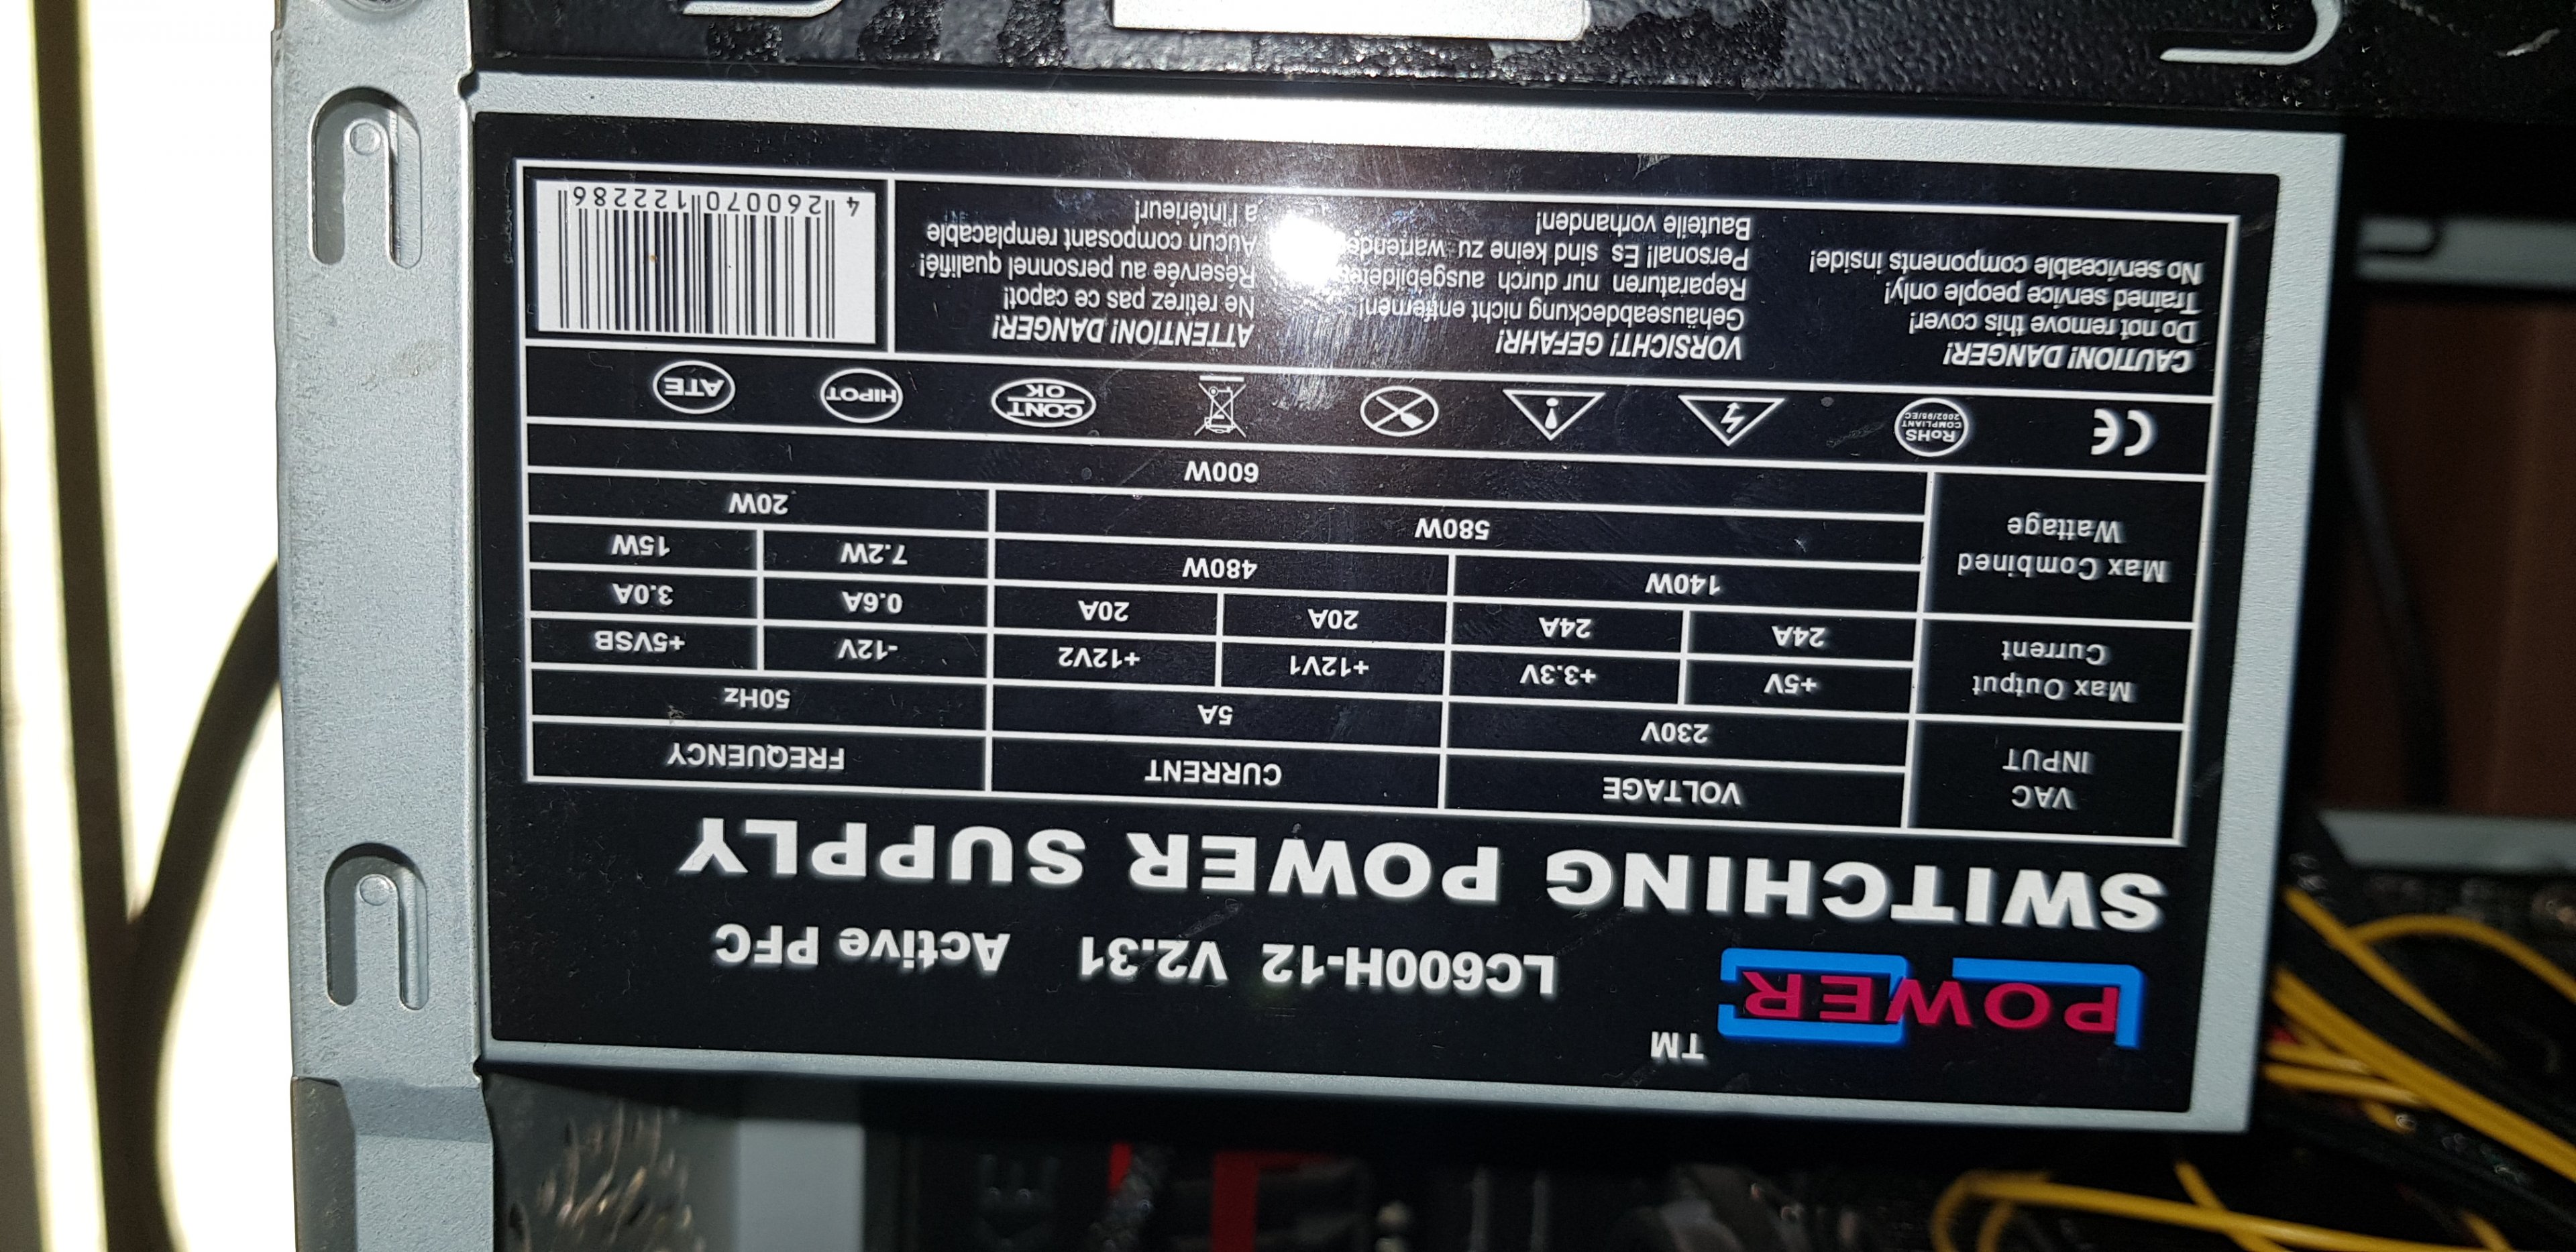 POWER
TM
LC600H-12 V2.31 Active PFC
SWITCHING POWER SUPPLY
VAC INPUT
VOLTAGE
CURRENT
FREQUENCY
230V
5A
50Hz
Max Output Current
+5V
+3.3V
+12V1
+12V2
-12V
+5VSB
24A
24A
20A
20A
0.6A
3.0A
Max Combined Wattage
140W
480W
7.2W
15W
580W
20W
600W
CE
RoHS
COMPLIANT
2002/95/EC
CONT
OK
HIPOT
ATE
CAUTION! DANGER!
Do not remove this cover!
Trained service people only!
No serviceable components inside!
VORSICHT! GEFAHR!
Gehäuseabdeckung nicht entfernen!
Reparaturen nur durch ausgebildetes
Personal! Es sind keine zu wartende
Bauteile vorhanden!
ATTENTION! DANGER!
Ne retirez pas ce capot!
Réservée au personnel qualifié!
Aucun composant remplacable
a l'intérieur!
4 260070 122286